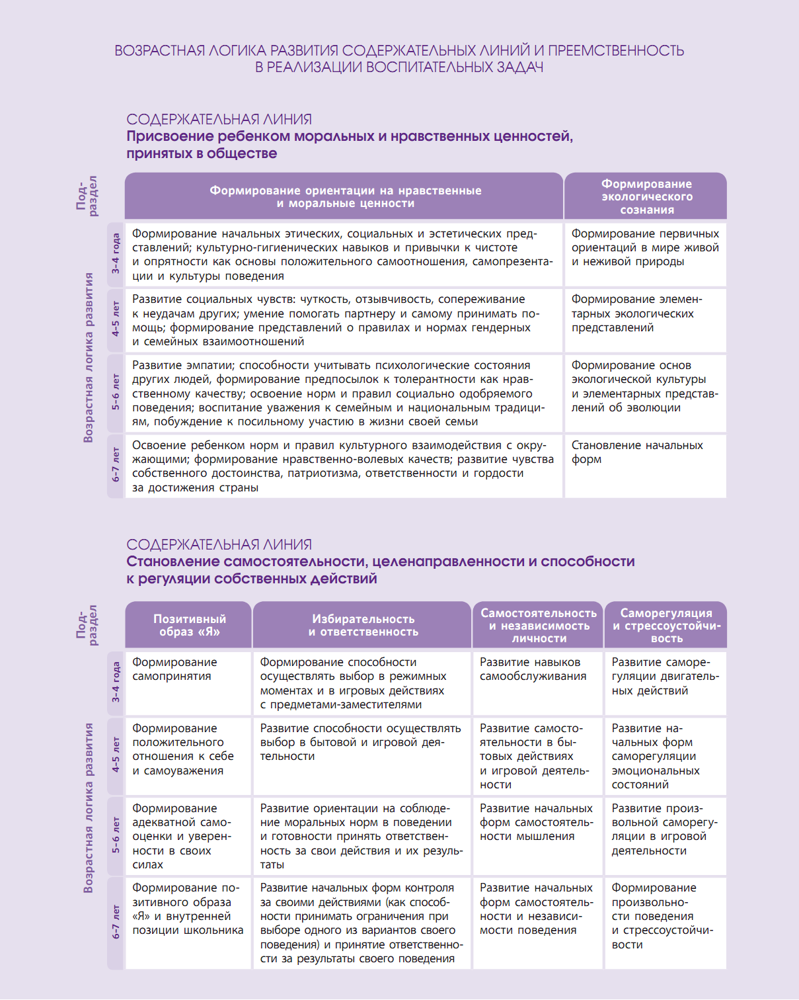 ВОЗРАСТНАЯ ЛОГИКА РАЗВИТИЯ СОДЕРЖАТЕЛЬНЫХ ЛИНИЙ И ПРЕЕМСТВЕННОСТЬ
В РЕАЛИЗАЦИИ ВОСПИТАТЕЛЬНЫХ ЗАДАЧ
СОДЕРЖАТЕЛЬНАЯ ЛИНИЯ
Присвоение ребенком моральных и нравственных ценностей,
принятых в обществе
Под-
раздел
Формирование ориентации на нравственные
и моральные ценности
Формирование
экологического
сознания
Возрастная логика развития
3–4 года
Формирование начальных этических, социальных и эстетических пред-
ставлений; культурно-гигиенических навыков и привычки к чистоте
и опрятности как основы положительного самоотношения, самопрезента-
ции и культуры поведения
Формирование первичных
ориентаций в мире живой
и неживой природы
4–5 лет
Развитие социальных чувств: чуткость, отзывчивость, сопереживание
к неудачам других; умение помогать партнеру и самому принимать по-
мощь; формирование представлений о правилах и нормах гендерных
и семейных взаимоотношений
Формирование элемен-
тарных экологических
представлений
5–6 лет
Развитие эмпатии; способности учитывать психологические состояния
других людей, формирование предпосылок к толерантности как нрав-
ственному качеству; освоение норм и правил социально одобряемого
поведения; воспитание уважения к семейным и национальным традици-
ям, побуждение к посильному участию в жизни своей семьи
Формирование основ
экологической культуры
и элементарных представ-
лений об эволюции
6–7 лет
Освоение ребенком норм и правил культурного взаимодействия с окру-
жающими; формирование нравственно-волевых качеств; развитие чувства
собственного достоинства, патриотизма, ответственности и гордости
за достижения страны
Становление начальных
форм
СОДЕРЖАТЕЛЬНАЯ ЛИНИЯ
Становление самостоятельности, целенаправленности и способности
к регуляции собственных действий
Под-
раздел
Позитивный
образ «Я»
Избирательность
и ответственность
Самостоятельность
и независимость
личности
Саморегуляция
и стрессоустойчи-
вость
Возрастная логика развития
3–4 года
Формирование
самопринятия
Формирование способности
осуществлять выбор в режимных
моментах и в игровых действиях
с предметами-заместителями
Развитие навыков
самообслуживания
Развитие саморе-
гуляции двигатель-
ных действий
4–5 лет
Формирование
положительного
отношения к себе
и самоуважения
Развитие способности осуществлять
выбор в бытовой и игровой дея-
тельности
Развитие самосто-
ятельности в бы-
товых действиях
и игровой деятель-
ности
Развитие на-
чальных форм
саморегуляции
эмоциональных
состояний
5–6 лет
Формирование
адекватной само-
оценки и уверен-
ности в своих
силах
Развитие ориентации на соблюде-
ние моральных норм в поведении
и готовности принять ответствен-
ность за свои действия и их резуль-
таты
Развитие начальных
форм самостоятель-
ности мышления
Развитие произ-
вольной саморегу-
ляции в игровой
деятельности
6–7 лет
Формирование по-
зитивного образа
«Я» и внутренней
позиции школьника
Развитие начальных форм контроля
за своими действиями (как способ-
ности принимать ограничения при
выборе одного из вариантов своего
поведения) и принятие ответственно-
сти за результаты своего поведения
Развитие начальных
форм самостоятель-
ности и независи-
мости поведения
Формирование
произвольно-
сти поведения
и стрессоустойчи-
вости